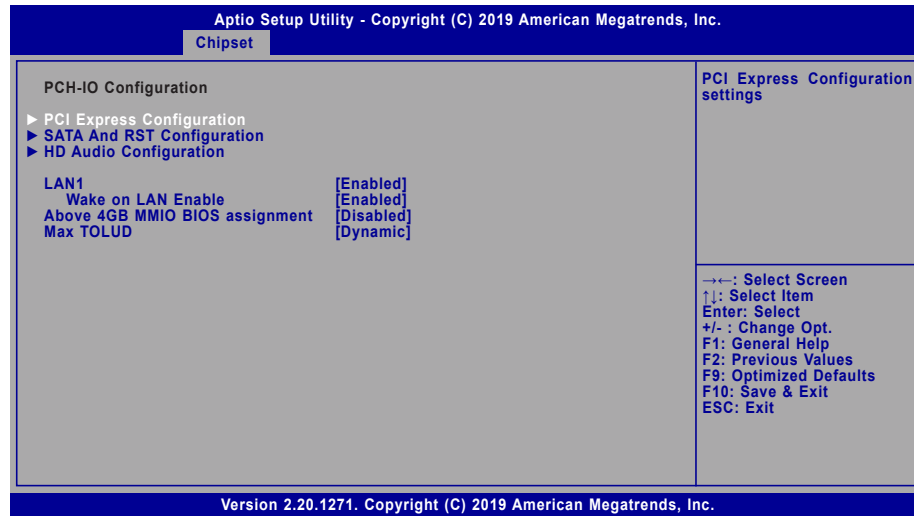 Aptio Setup Utility - Copyright (C) 2019 American Megatrends, Inc.
Chipset
PCH-IO Configuration
► PCI Express Configuration
► SATA And RST Configuration
► HD Audio Configuration
LAN1 [Enabled]
Wake on LAN Enable [Enabled]
Above 4GB MMIO BIOS assignment [Disabled]
Max TOLUD [Dynamic]
PCI Express Configuration
settings
→←: Select Screen
↑↓: Select Item
Enter: Select
+/- : Change Opt.
F1: General Help
F2: Previous Values
F9: Optimized Defaults
F10: Save & Exit
ESC: Exit
Version 2.20.1271. Copyright (C) 2019 American Megatrends, Inc.